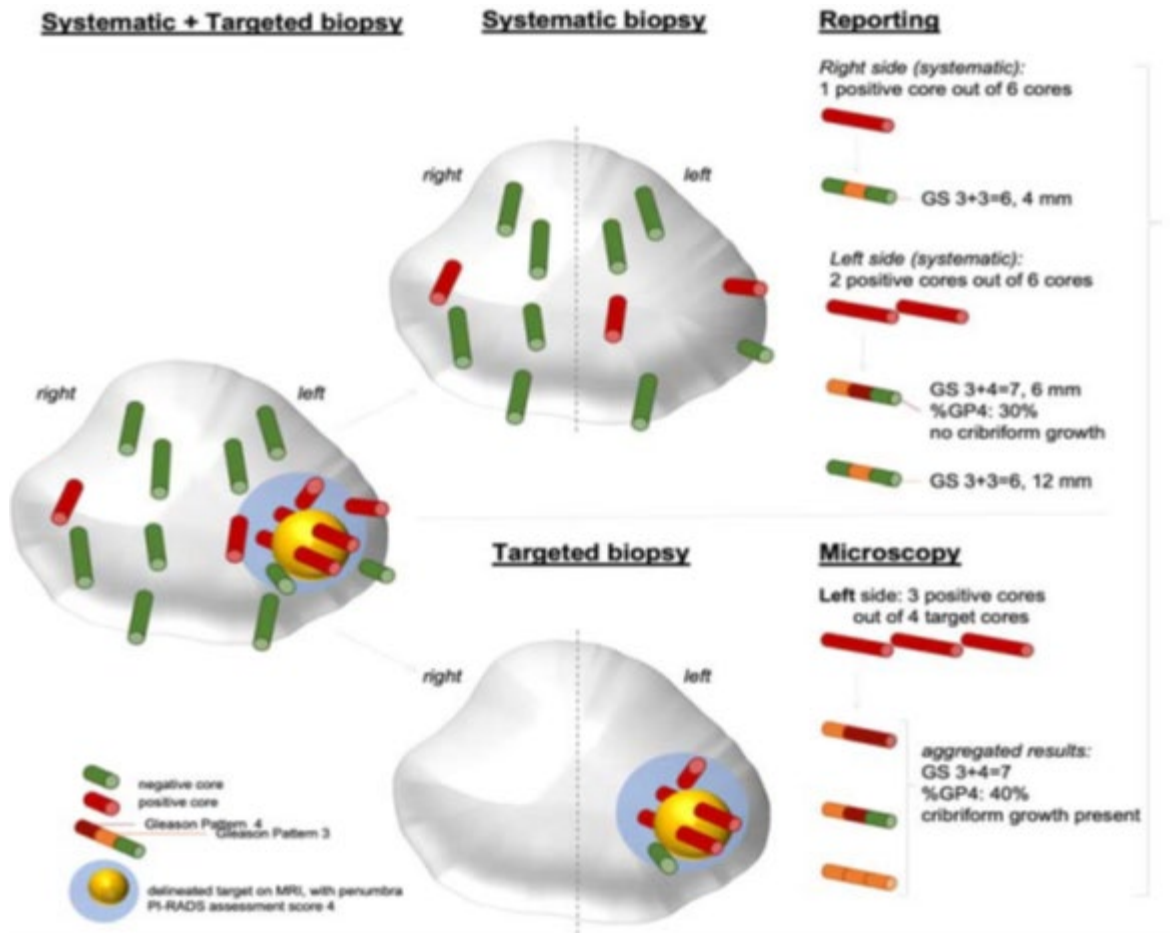 Systematic + Targeted biopsy
Systematic biopsy
Reporting
Right side (systematic):
1 positive core out of 6 cores
right
left
GS 3+3=6, 4 mm
Left side (systematic):
2 positive cores out of 6 cores
GS 3+4=7, 6 mm
%GP4: 30%
no cribriform growth
GS 3+3=6, 12 mm
right
left
Targeted biopsy
Microscopy
Left side: 3 positive cores
out of 4 target cores
right
left
aggregated results:
GS 3+4=7
%GP4: 40%
cribriform growth present
negative core
positive core
Gleason Pattern 4
Gleason Pattern 3
delineated target on MRI, with penumbra
PI-RADS assessment score 4